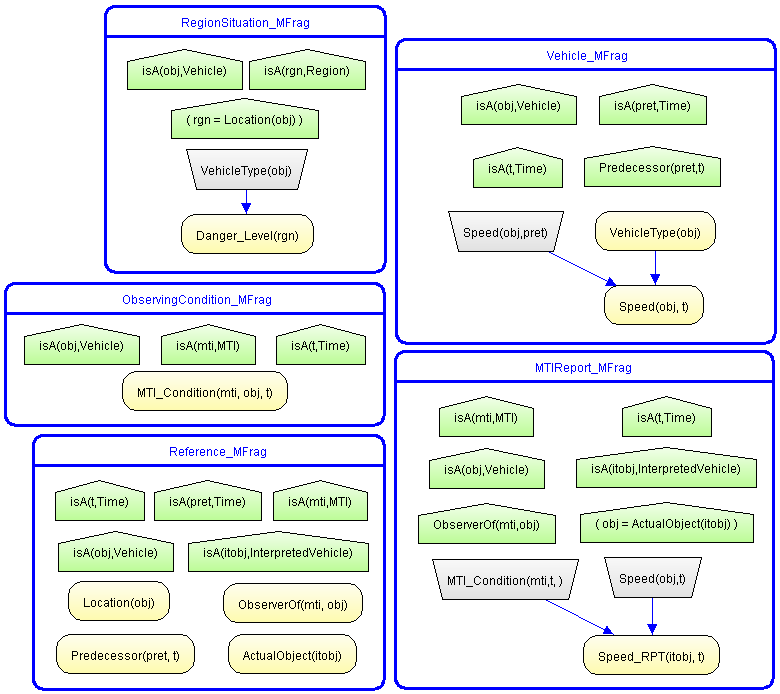 RegionSituation_MFrag
isA(obj,Vehicle)
isA(rgn,Region)
( rgn = Location(obj) )
VehicleType(obj)
Danger_Level(rgn)
Vehicle_MFrag
isA(obj,Vehicle)
isA(pret,Time)
isA(t,Time)
Predecessor(pret,t)
Speed(obj,pret)
VehicleType(obj)
Speed(obj, t)
ObservingCondition_MFrag
isA(obj,Vehicle)
isA(mti,MTI)
isA(t,Time)
MTI_Condition(mti, obj, t)
MTIReport_MFrag
isA(mti,MTI)
isA(t,Time)
isA(obj,Vehicle)
isA(itobj,InterpretedVehicle)
ObserverOf(mti,obj)
( obj = ActualObject(itobj) )
MTI_Condition(mti,t, )
Speed(obj,t)
Speed_RPT(itobj, t)
Reference_MFrag
isA(t,Time)
isA(pret,Time)
isA(mti,MTI)
isA(obj,Vehicle)
isA(itobj,InterpretedVehicle)
Location(obj)
ObserverOf(mti, obj)
Predecessor(pret, t)
ActualObject(itobj)